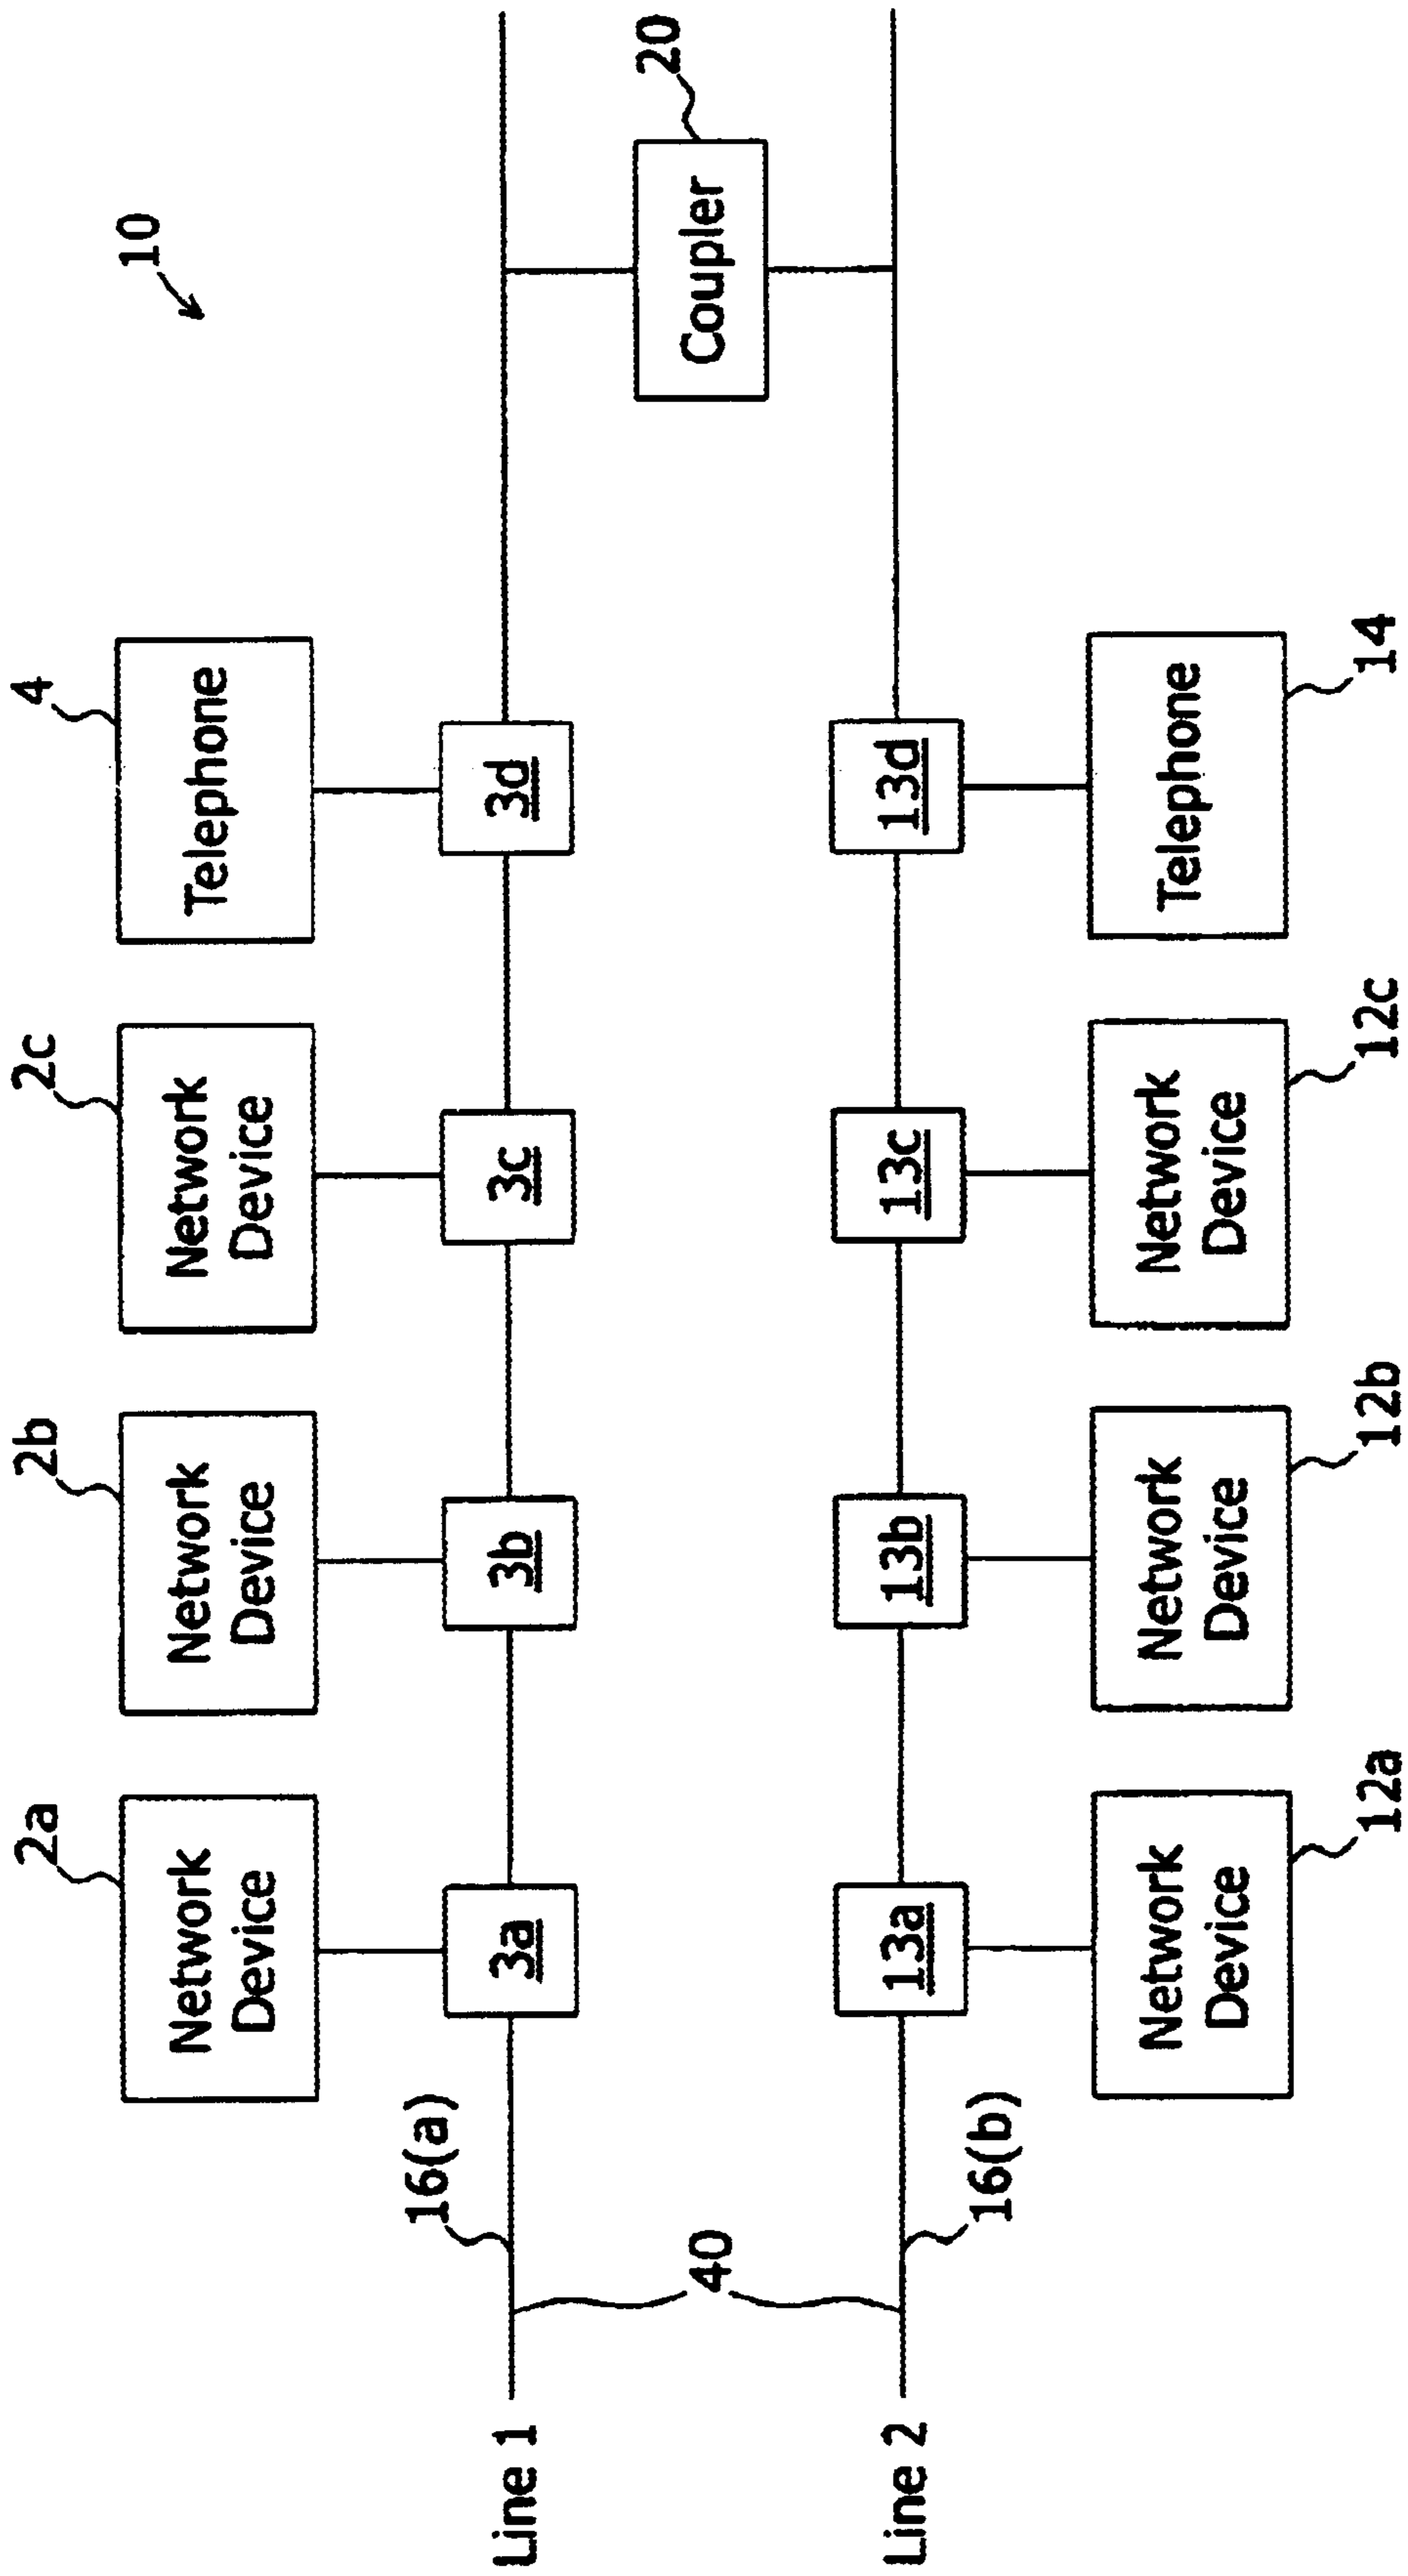 10
2a
2b
2c
4
Network
Device
Network
Device
Network
Device
Telephone
16(a)
Line 1
3a
3b
3c
3d
40
Coupler
20
Line 2
13a
13b
13c
13d
16(b)
Network
Device
Network
Device
Network
Device
Telephone
12a
12b
12c
14